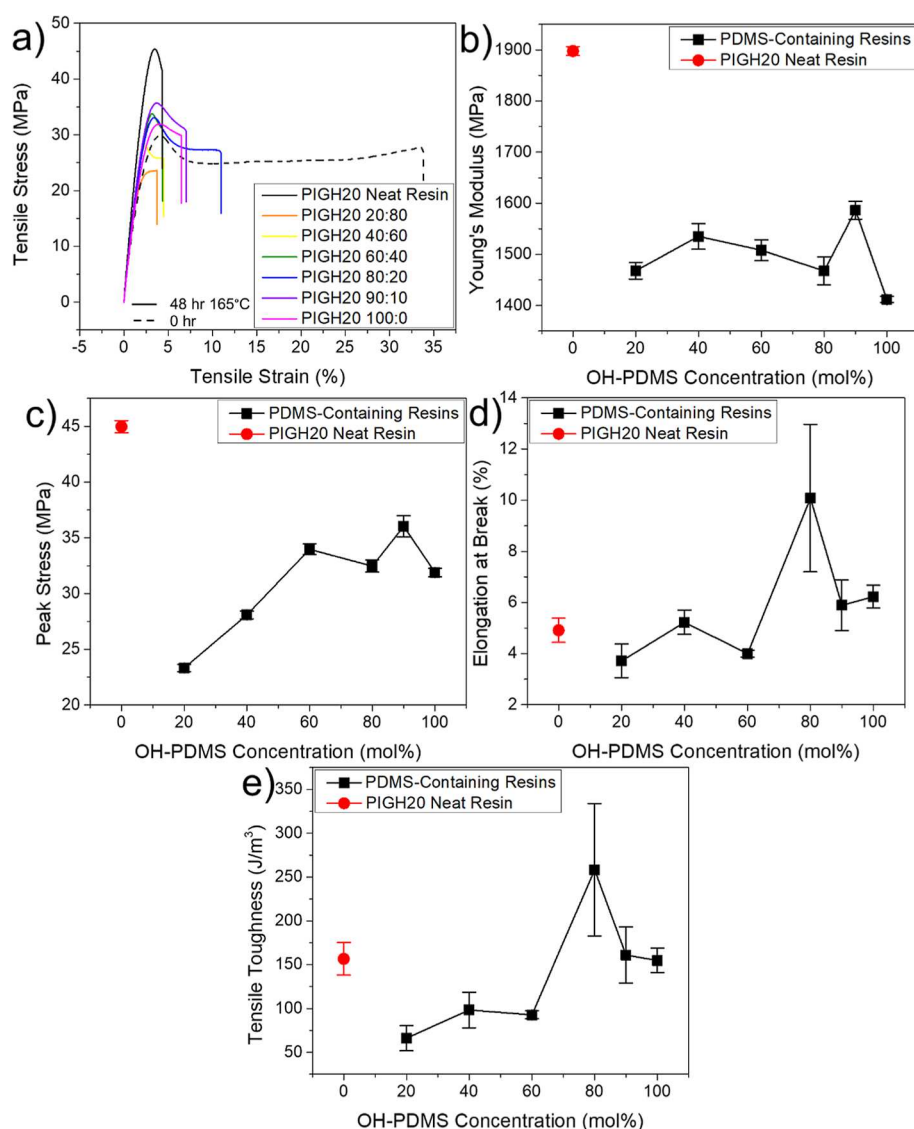 a)
Tensile Stress (MPa)
50
40
30
20
10
0
PIGH20 Neat Resin
PIGH20 20:80
PIGH20 40:60
PIGH20 60:40
PIGH20 80:20
PIGH20 90:10
PIGH20 100:0
48 hr 165°C
0 hr
-5 0 5 10 15 20 25 30 35
Tensile Strain (%)
b)
PDMS-Containing Resins
PIGH20 Neat Resin
Young's Modulus (MPa)
1900
1800
1600
1500
1400
0 20 40 60 80 100
OH-PDMS Concentration (mol%)
c)
PDMS-Containing Resins
PIGH20 Neat Resin
Peak Stress (MPa)
45
40
35
30
25
20
0 20 40 60 80 100
OH-PDMS Concentration (mol%)
d)
PDMS-Containing Resins
PIGH20 Neat Resin
Elongation at Break (%)
14
12
10
8
6
4
2
0 20 40 60 80 100
OH-PDMS Concentration (mol%)
e)
PDMS-Containing Resins
PIGH20 Neat Resin
Tensile Toughness (J/m³)
350
300
250
200
150
100
50
0 20 40 60 80 100
OH-PDMS Concentration (mol%)